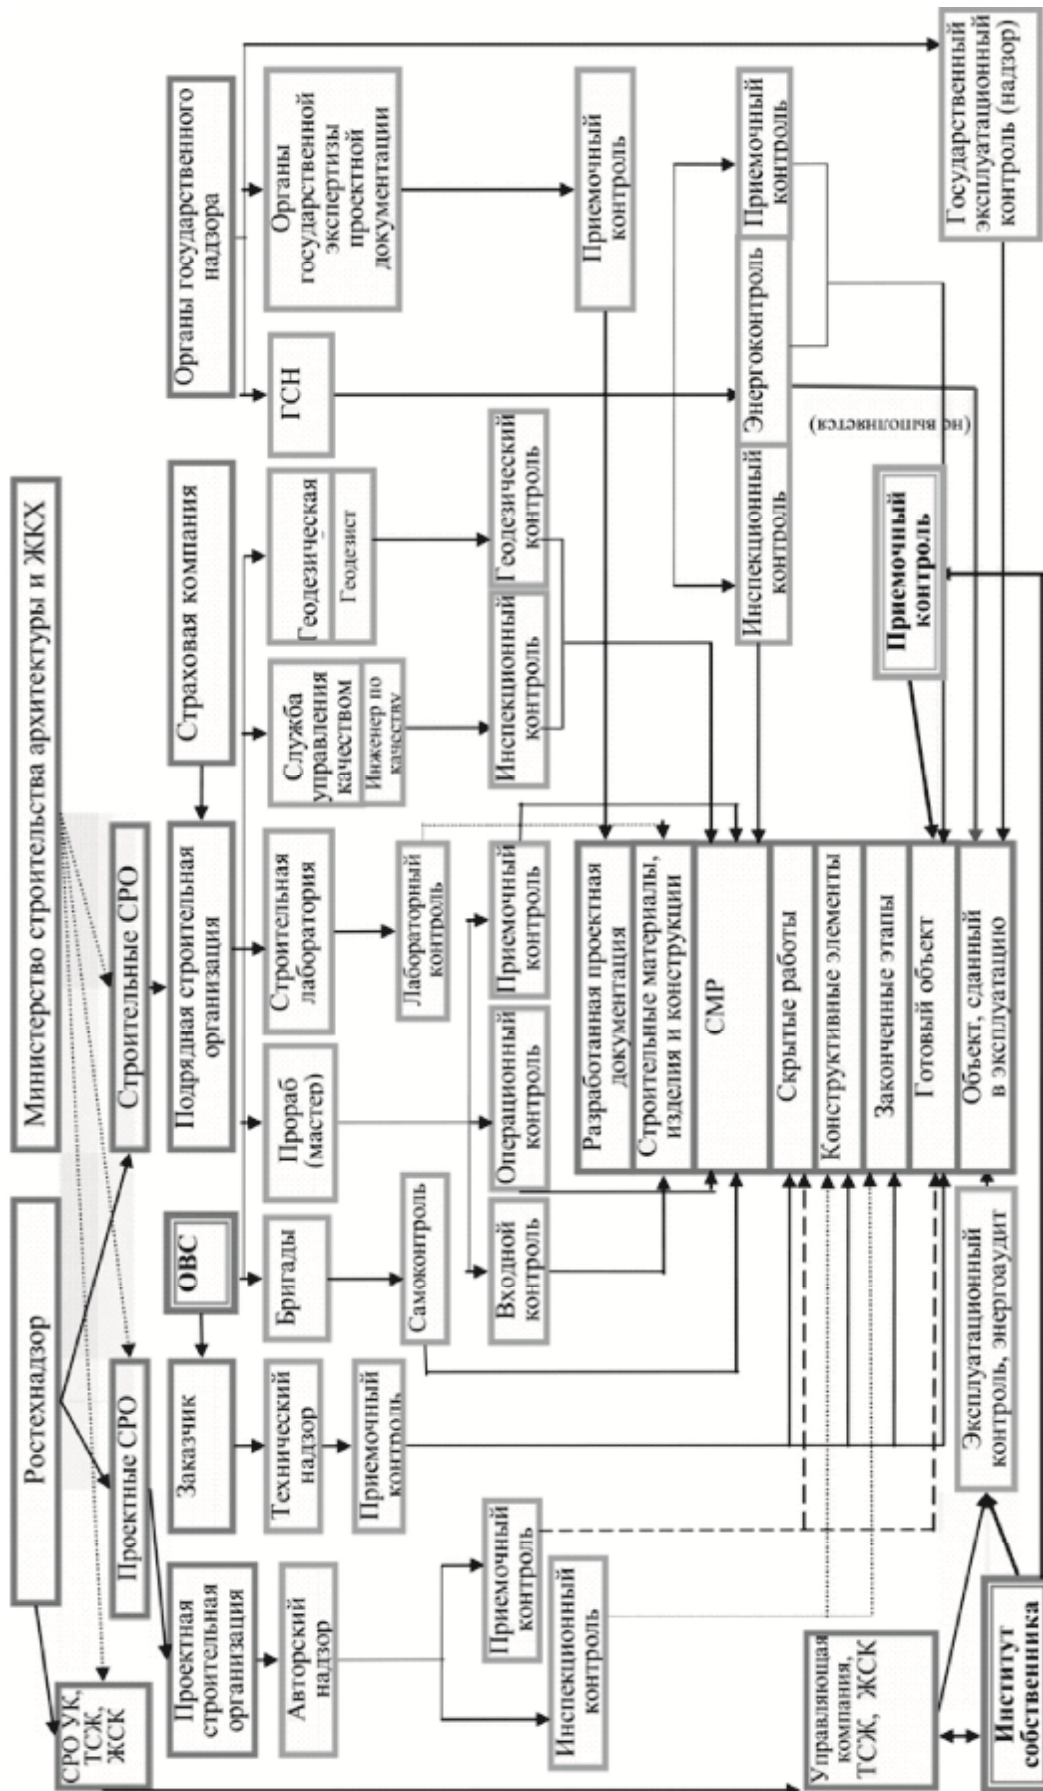 Ростехнадзор
Министерство строительства архитектуры и ЖКХ
СРО УК,
ТСЖ,
ЖСК
Проектные СРО
Строительные СРО
Проектная
строительная
организация
Заказчик
ОВС
Подрядная строительная
организация
Страховая компания
Органы государственного
надзора
Авторский
надзор
Технический
надзор
Бригады
Прораб
(мастер)
Строительная
лаборатория
Служба
управления
качеством
Инженер по
качеству
Геодезическая
Геодезист
ГСН
Органы
государственной
экспертизы
проектной
документации
Приемочный
контроль
Самоконтроль
Лабораторный
контроль
Приемочный
контроль
Инспекционный
контроль
Входной
контроль
Операционный
контроль
Приемочный
контроль
Инспекционный
контроль
Геодезический
контроль
Приемочный
контроль
Разработанная проектная
документация
Строительные материалы,
изделия и конструкции
СМР
Скрытые работы
Конструктивные элементы
Законченные этапы
Готовый объект
Объект, сданный
в эксплуатацию
Инспекционный
контроль
Энергоконтроль
Приемочный
контроль
(не выполняется)
Управляющая
компания,
ТСЖ, ЖСК
Приемочный
контроль
Эксплуатационный
контроль, энергоаудит
Государственный
эксплуатационный
контроль (надзор)
Институт
собственника